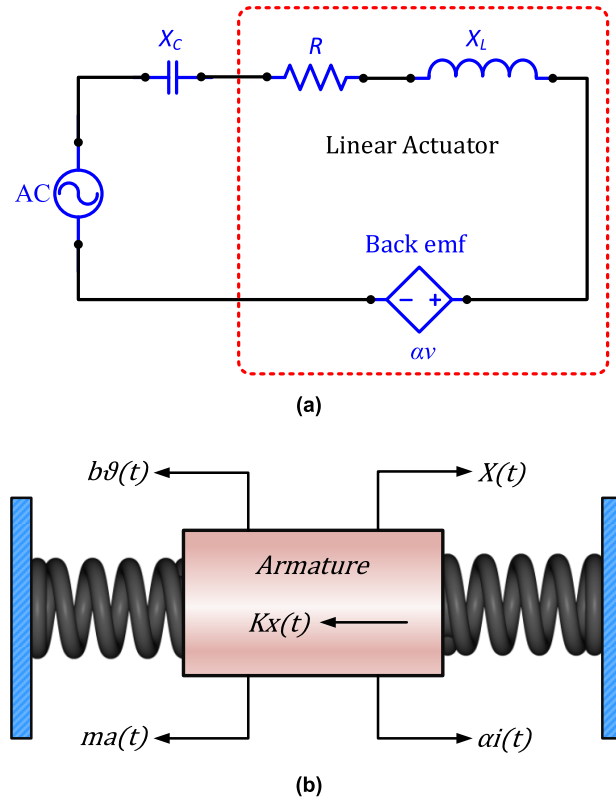 X_C
R
X_L
Linear Actuator
AC
Back emf
− +
αv
(a)
bϑ(t)
X(t)
Armature
Kx(t)
ma(t)
αi(t)
(b)